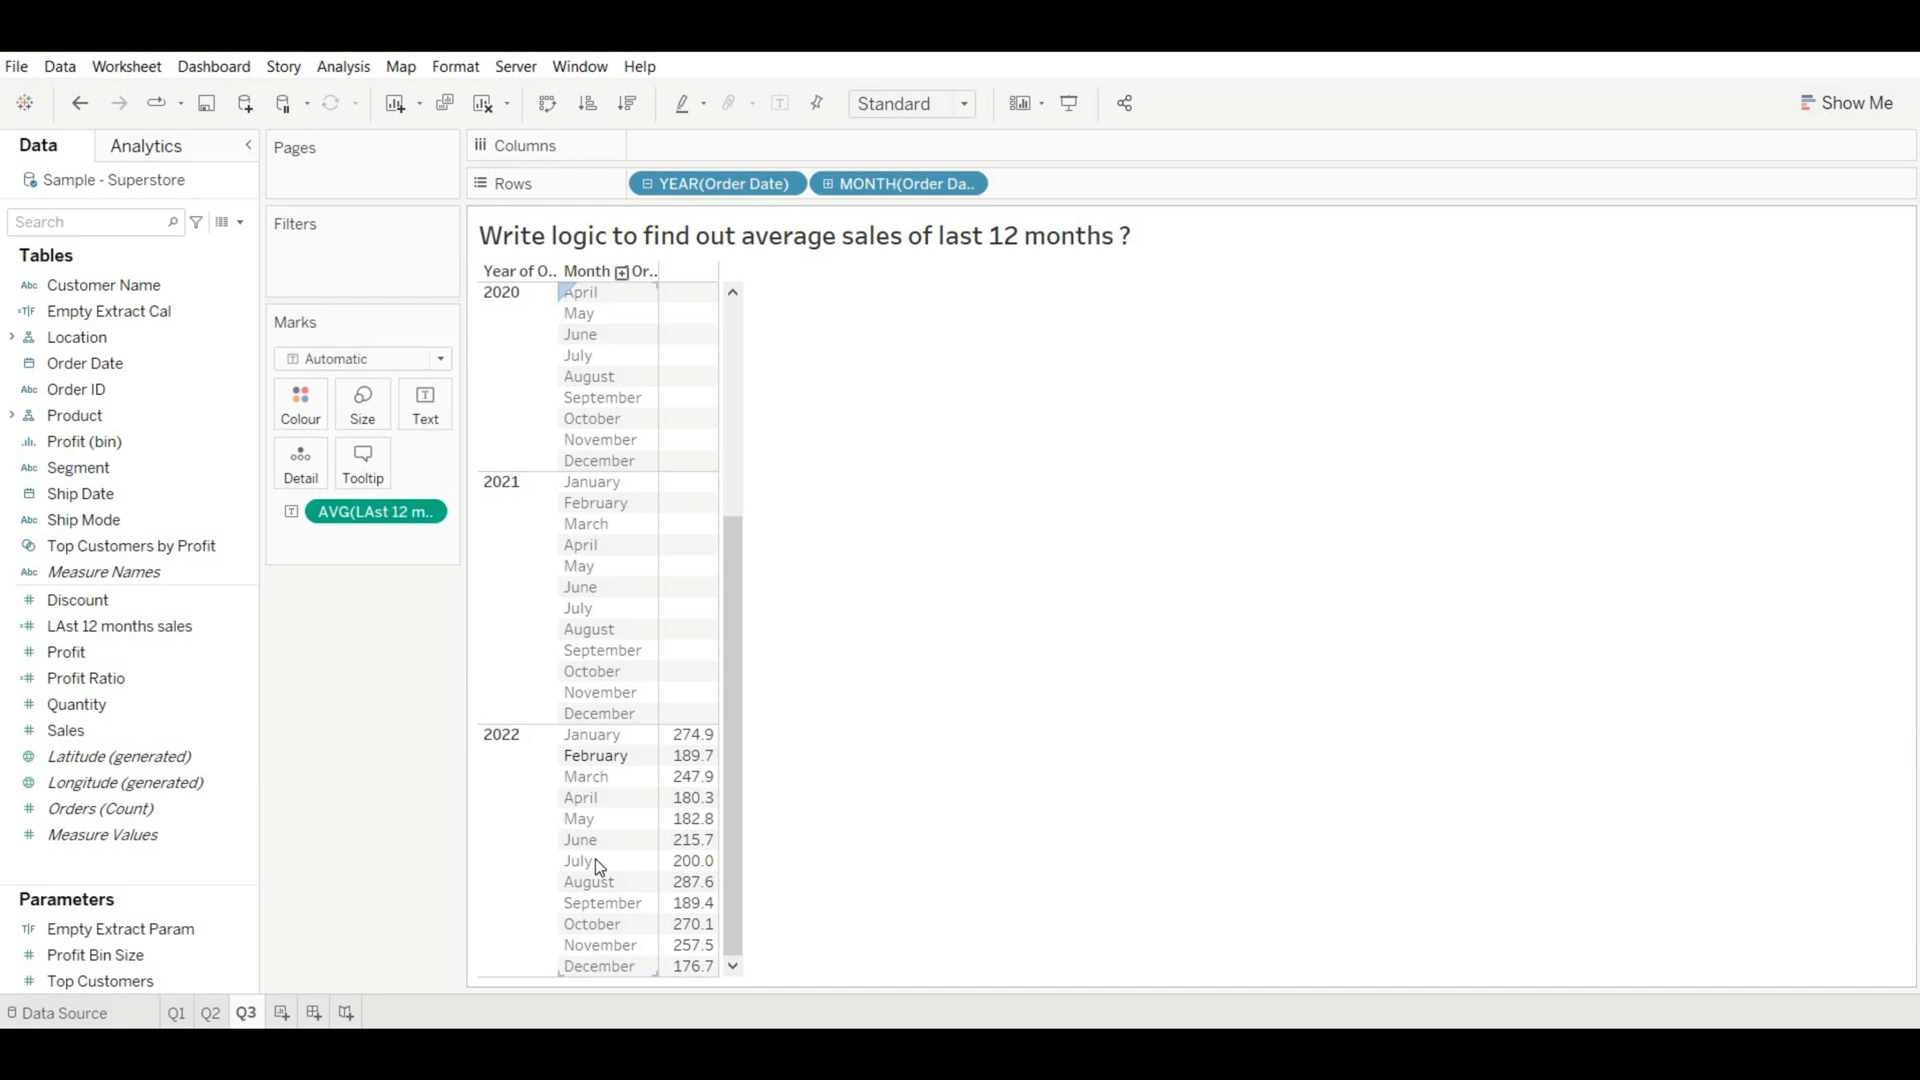 File Data Worksheet Dashboard Story Analysis Map Format Server Window Help
Standard
Show Me
Data Analytics
Sample - Superstore
Search
Tables
Abc Customer Name
=T|F Empty Extract Cal
Location
Order Date
Abc Order ID
Product
Profit (bin)
Abc Segment
Ship Date
Abc Ship Mode
Top Customers by Profit
Abc Measure Names
# Discount
=# LAst 12 months sales
# Profit
=# Profit Ratio
# Quantity
# Sales
Latitude (generated)
Longitude (generated)
# Orders (Count)
# Measure Values
Parameters
T|F Empty Extract Param
# Profit Bin Size
# Top Customers
Pages
Filters
Marks
T Automatic
Colour Size Text
Detail Tooltip
T AVG(LAst 12 m..
iii Columns
Rows YEAR(Order Date) MONTH(Order Da..
Write logic to find out average sales of last 12 months ?
Year of O.. Month Or..
2020 April
May
June
July
August
September
October
November
December
2021 January
February
March
April
May
June
July
August
September
October
November
December
2022 January 274.9
February 189.7
March 247.9
April 180.3
May 182.8
June 215.7
July 200.0
August 287.6
September 189.4
October 270.1
November 257.5
December 176.7
Data Source Q1 Q2 Q3